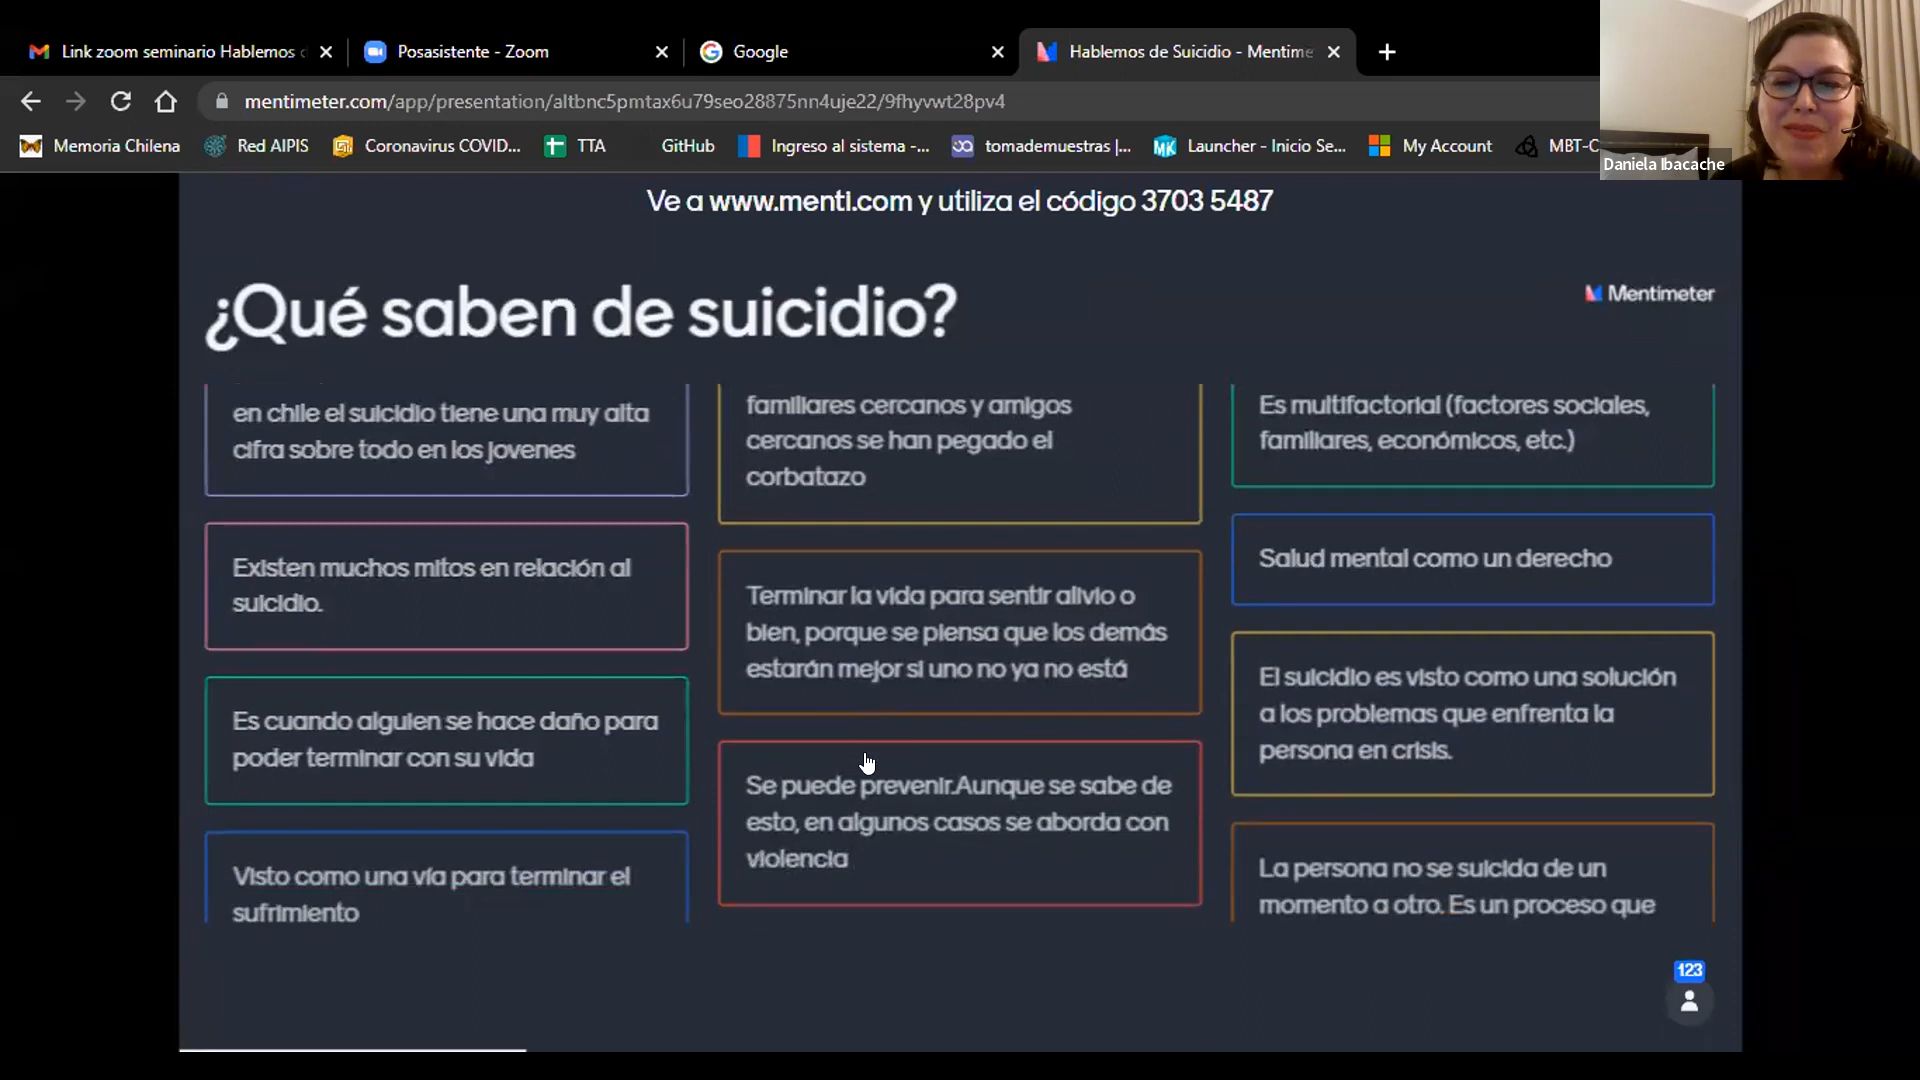 Link zoom seminario Hablemos d
Posasistente - Zoom
Google
Hablemos de Suicidio - Mentime
mentimeter.com/app/presentation/altbnc5pmtax6u79seo28875nn4uje22/9fhyvwt28pv4
Memoria Chilena
Red AIPIS
Coronavirus COVID...
TTA
GitHub
Ingreso al sistema -...
tomademuestras |...
Launcher - Inicio Se...
My Account
MBT-C
Daniela Ibacache
Ve a www.menti.com y utiliza el código 3703 5487
¿Qué saben de suicidio?
Mentimeter
en chile el suicidio tiene una muy alta
cifra sobre todo en los jovenes
Existen muchos mitos en relación al
suicidio.
Es cuando alguien se hace daño para
poder terminar con su vida
Visto como una vía para terminar el
sufrimiento
familiares cercanos y amigos
cercanos se han pegado el
corbatazo
Terminar la vida para sentir alivio o
bien, porque se piensa que los demás
estarán mejor si uno no ya no está
Se puede prevenir.Aunque se sabe de
esto, en algunos casos se aborda con
violencia
Es multifactorial (factores sociales,
familiares, económicos, etc.)
Salud mental como un derecho
El suicidio es visto como una solución
a los problemas que enfrenta la
persona en crisis.
La persona no se suicida de un
momento a otro. Es un proceso que
123